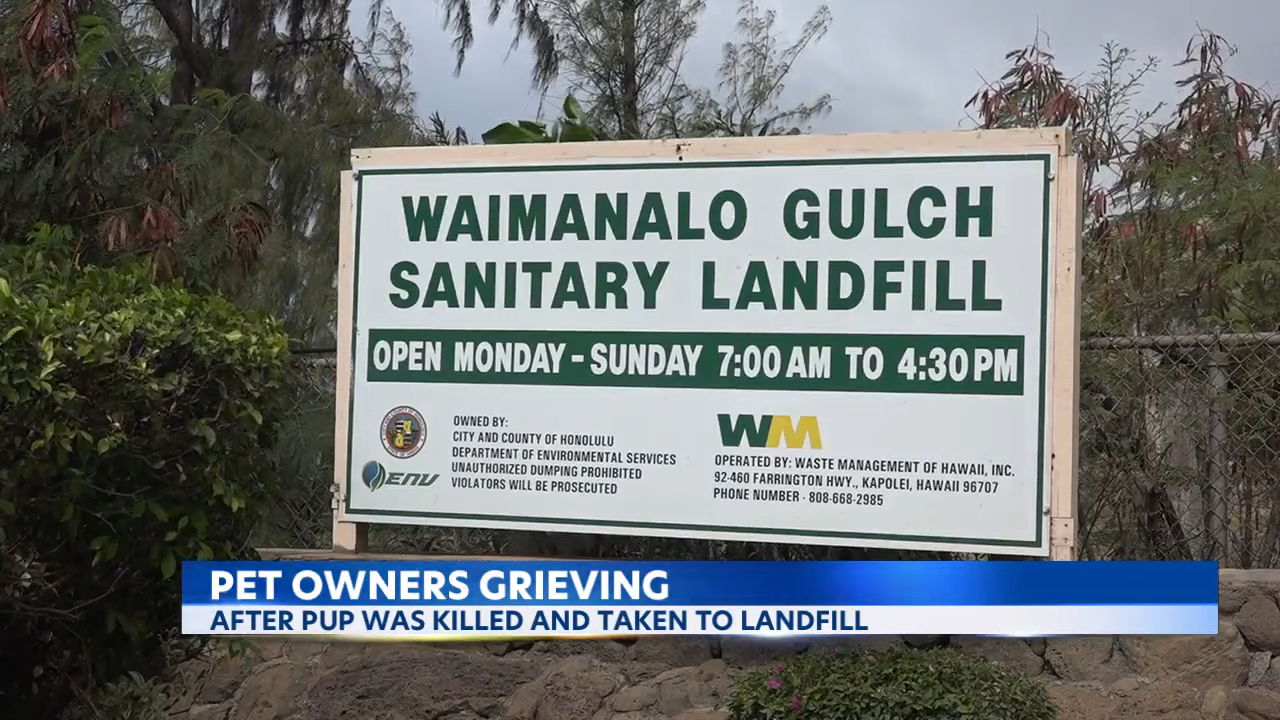 WAIMANALO GULCH
SANITARY LANDFILL
OPEN MONDAY - SUNDAY 7:00 AM TO 4:30 PM
OWNED BY:
CITY AND COUNTY OF HONOLULU
DEPARTMENT OF ENVIRONMENTAL SERVICES
UNAUTHORIZED DUMPING PROHIBITED
VIOLATORS WILL BE PROSECUTED
ENV
WM
OPERATED BY: WASTE MANAGEMENT OF HAWAII, INC.
92-460 FARRINGTON HWY., KAPOLEI, HAWAII 96707
PHONE NUMBER - 808-668-2985
PET OWNERS GRIEVING
AFTER PUP WAS KILLED AND TAKEN TO LANDFILL